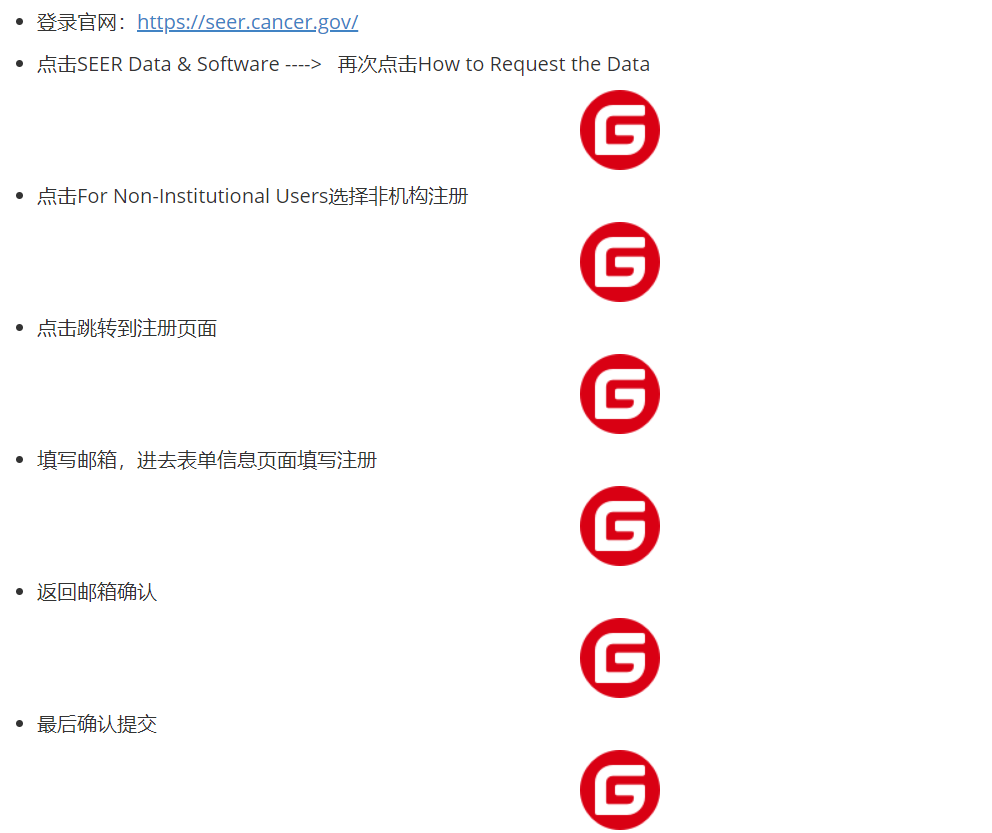 登录官网：https://seer.cancer.gov/
点击SEER Data & Software ----> 再次点击How to Request the Data
点击For Non-Institutional Users选择非机构注册
点击跳转到注册页面
填写邮箱，进去表单信息页面填写注册
返回邮箱确认
最后确认提交